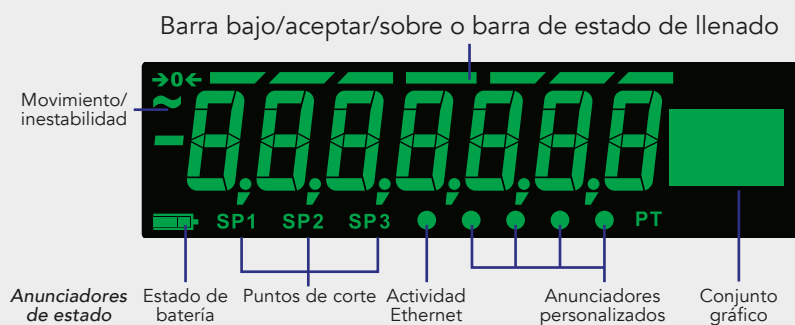 Barra bajo/aceptar/sobre o barra de estado de llenado
→0←
Movimiento/
inestabilidad
~
-8,8,8,8,8,8,8
SP1 SP2 SP3 PT
Anunciadores
de estado
Estado de
batería
Puntos de corte
Actividad
Ethernet
Anunciadores
personalizados
Conjunto
gráfico